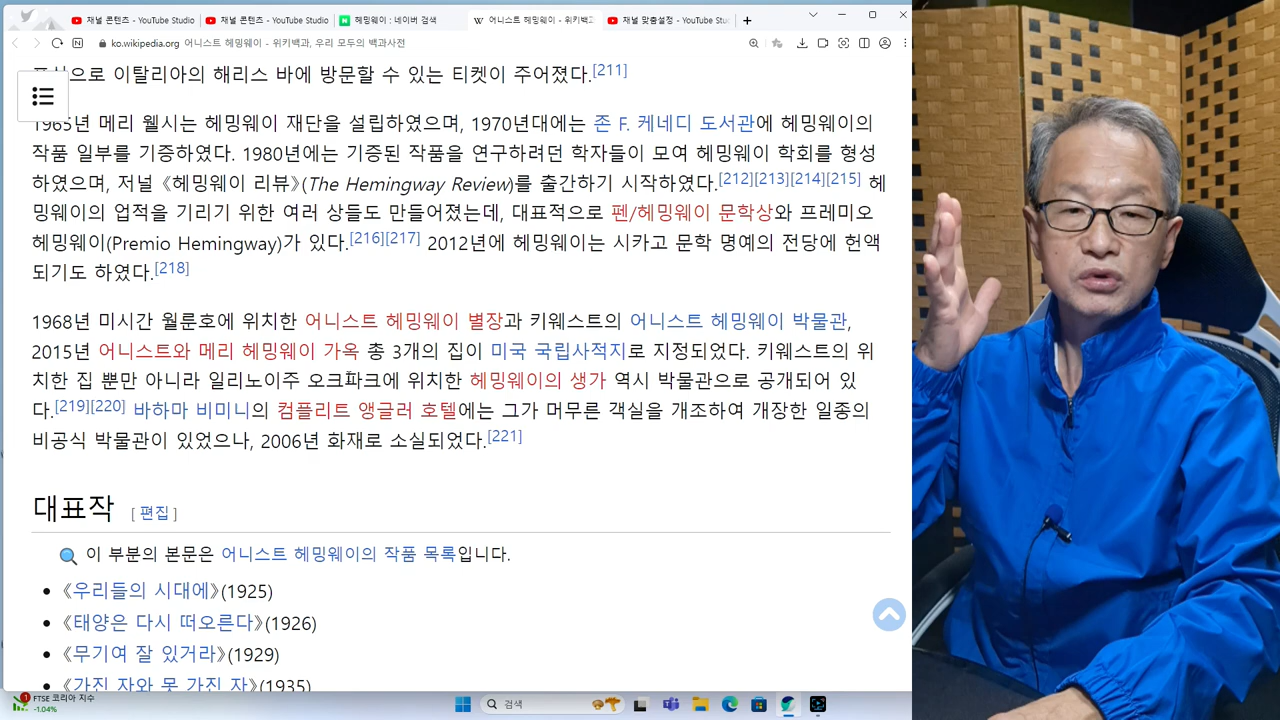 재널 콘텐츠 - YouTube Studio
재널 콘텐츠 - YouTube Studio
헤밍웨이 : 네이버 검색
어니스트 헤밍웨이 - 위키백과
재널 맞춤설정 - YouTube Stu
ko.wikipedia.org 어니스트 헤밍웨이 - 위키백과, 우리 모두의 백과사전
으로 이탈리아의 해리스 바에 방문할 수 있는 티켓이 주어졌다.[211]
1965년 메리 웰시는 헤밍웨이 재단을 설립하였으며, 1970년대에는 존 F. 케네디 도서관에 헤밍웨이의
작품 일부를 기증하였다. 1980년에는 기증된 작품을 연구하려던 학자들이 모여 헤밍웨이 학회를 형성
하였으며, 저널 《헤밍웨이 리뷰》(The Hemingway Review)를 출간하기 시작하였다.[212][213][214][215] 헤
밍웨이의 업적을 기리기 위한 여러 상들도 만들어졌는데, 대표적으로 펜/헤밍웨이 문학상와 프레미오
헤밍웨이(Premio Hemingway)가 있다.[216][217] 2012년에 헤밍웨이는 시카고 문학 명예의 전당에 헌액
되기도 하였다.[218]
1968년 미시간 월룬호에 위치한 어니스트 헤밍웨이 별장과 키웨스트의 어니스트 헤밍웨이 박물관,
2015년 어니스트와 메리 헤밍웨이 가옥 총 3개의 집이 미국 국립사적지로 지정되었다. 키웨스트의 위
치한 집 뿐만 아니라 일리노이주 오크파크에 위치한 헤밍웨이의 생가 역시 박물관으로 공개되어 있
다.[219][220] 바하마 비미니의 컴플리트 앵글러 호텔에는 그가 머무른 객실을 개조하여 개장한 일종의
비공식 박물관이 있었으나, 2006년 화재로 소실되었다.[221]
대표작 [ 편집 ]
이 부분의 본문은 어니스트 헤밍웨이의 작품 목록입니다.
• 《우리들의 시대에》(1925)
• 《태양은 다시 떠오른다》(1926)
• 《무기여 잘 있거라》(1929)
• 《가진 자와 못 가진 자》(1935)
1
FTSE 코리아 지수
-1.04%
검색